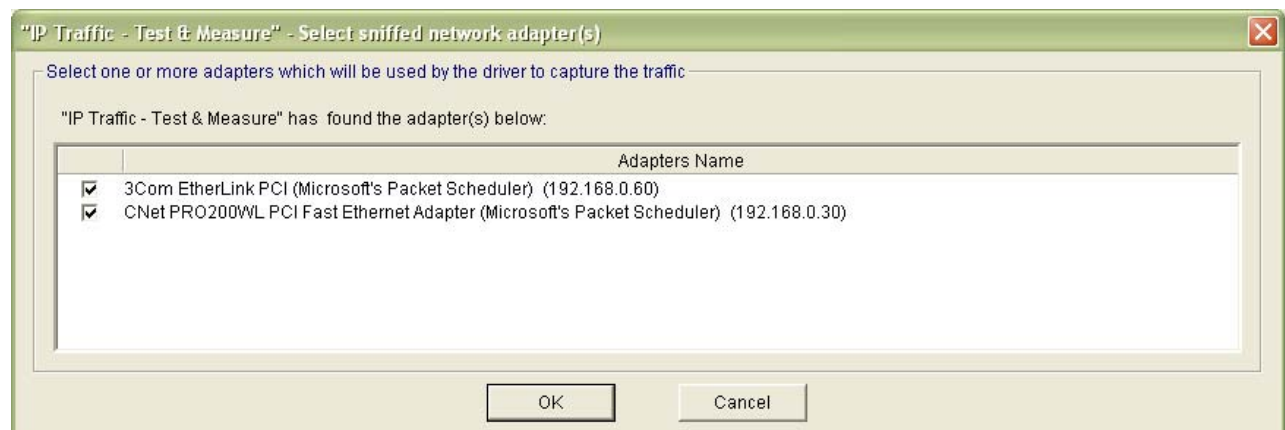 "IP Traffic - Test & Measure" - Select sniffed network adapter(s)
Select one or more adapters which will be used by the driver to capture the traffic
"IP Traffic - Test & Measure" has found the adapter(s) below:
Adapters Name
3Com EtherLink PCI (Microsoft's Packet Scheduler) (192.168.0.60)
CNet PRO200WL PCI Fast Ethernet Adapter (Microsoft's Packet Scheduler) (192.168.0.30)
OK Cancel